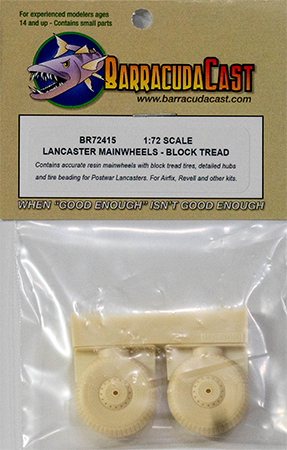 For experienced modelers ages
14 and up - Contains small parts
BARRACUDACAST
www.barracudacast.com
BR72415 1:72 SCALE
LANCASTER MAINWHEELS - BLOCK TREAD
Contains accurate resin mainwheels with block tread tires, detailed hubs
and tire beading for Postwar Lancasters. For Airfix, Revell and other kits.
WHEN "GOOD ENOUGH" ISN'T GOOD ENOUGH